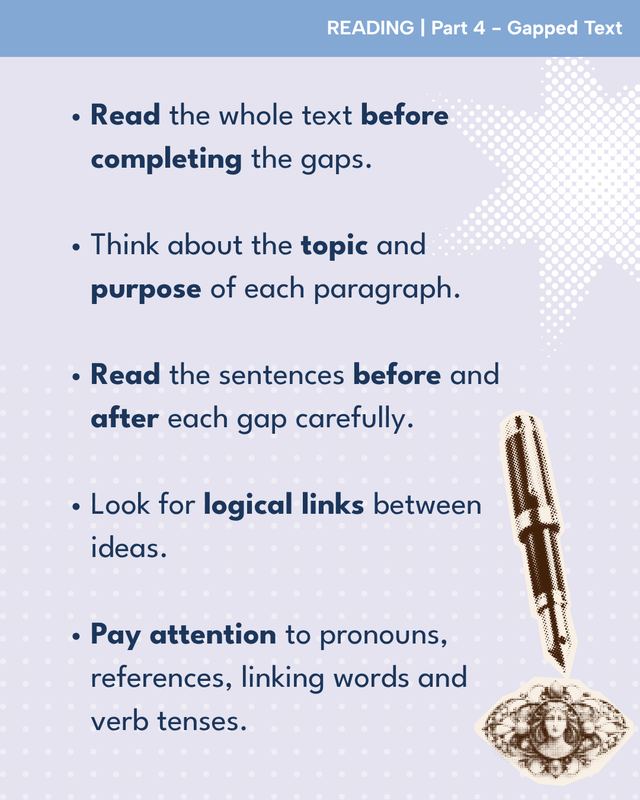 READING | Part 4 - Gapped Text
• Read the whole text before
completing the gaps.
• Think about the topic and
purpose of each paragraph.
• Read the sentences before and
after each gap carefully.
• Look for logical links between
ideas.
• Pay attention to pronouns,
references, linking words and
verb tenses.